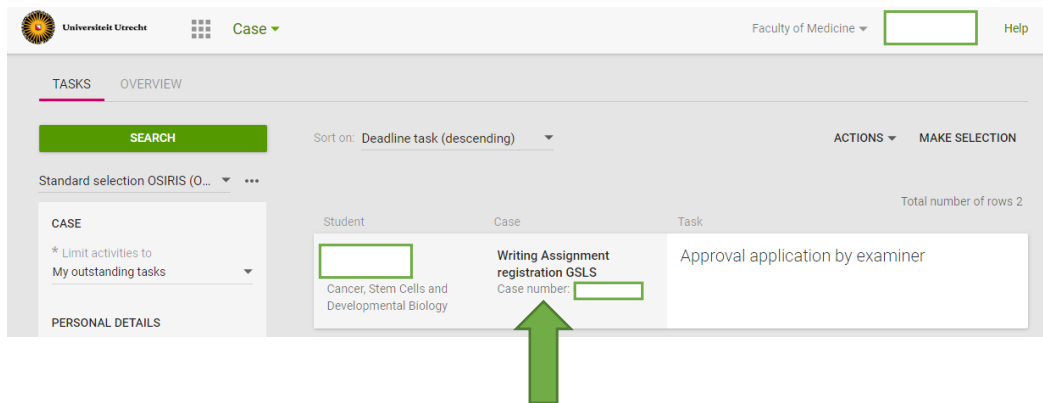 Universiteit Utrecht Case Faculty of Medicine Help
TASKS OVERVIEW
SEARCH Sort on: Deadline task (descending) ACTIONS MAKE SELECTION
Standard selection OSIRIS (O...
Total number of rows 2
CASE
* Limit activities to
My outstanding tasks
PERSONAL DETAILS
Student Case Task
Cancer, Stem Cells and
Developmental Biology
Writing Assignment
registration GSLS
Case number:
Approval application by examiner